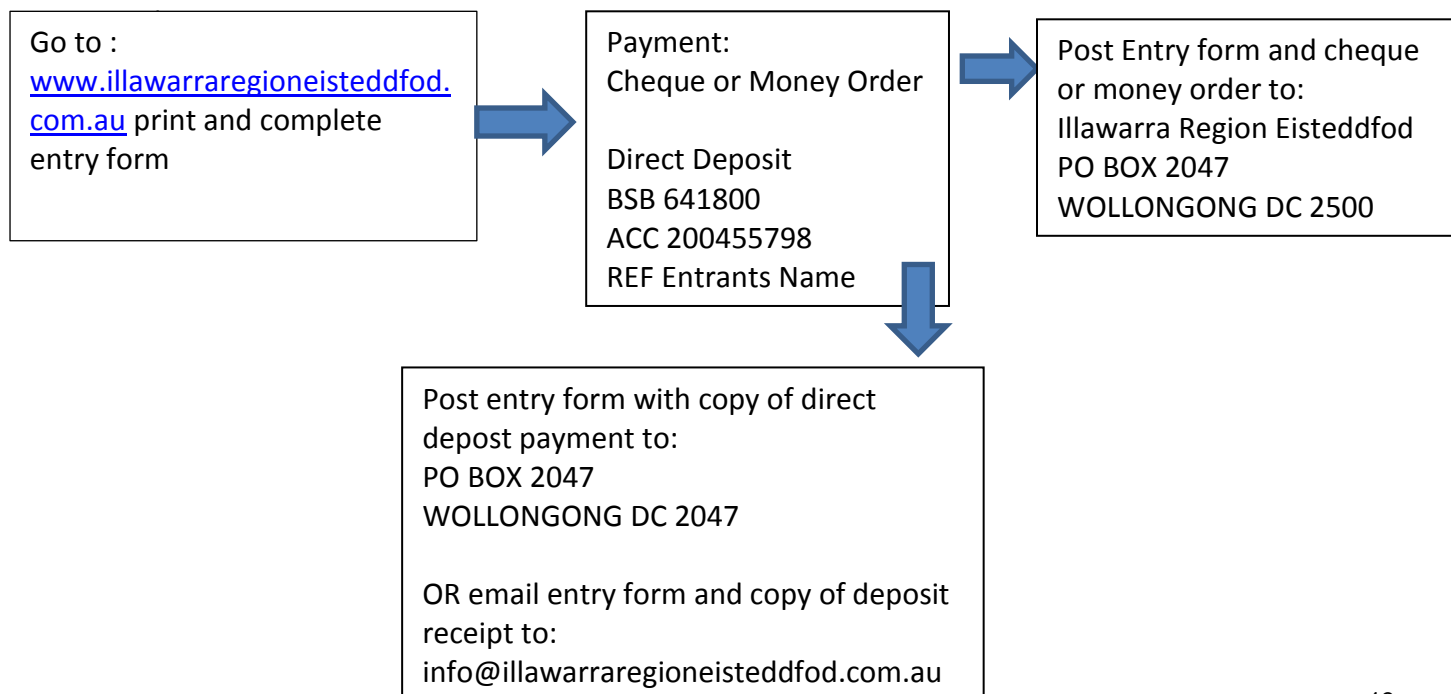 Go to :
www.illawarraregioneisteddfod.
com.au print and complete
entry form
Payment:
Cheque or Money Order
Direct Deposit
BSB 641800
ACC 200455798
REF Entrants Name
Post Entry form and cheque
or money order to:
Illawarra Region Eisteddfod
PO BOX 2047
WOLLONGONG DC 2500
Post entry form with copy of direct
depost payment to:
PO BOX 2047
WOLLONGONG DC 2047
OR email entry form and copy of deposit
receipt to:
info@illawarraregioneisteddfod.com.au